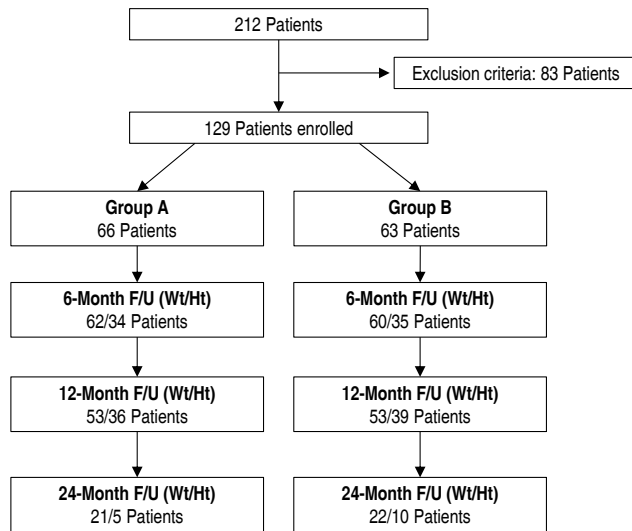 212 Patients
Exclusion criteria: 83 Patients
129 Patients enrolled
Group A
66 Patients
Group B
63 Patients
6-Month F/U (Wt/Ht)
62/34 Patients
6-Month F/U (Wt/Ht)
60/35 Patients
12-Month F/U (Wt/Ht)
53/36 Patients
12-Month F/U (Wt/Ht)
53/39 Patients
24-Month F/U (Wt/Ht)
21/5 Patients
24-Month F/U (Wt/Ht)
22/10 Patients